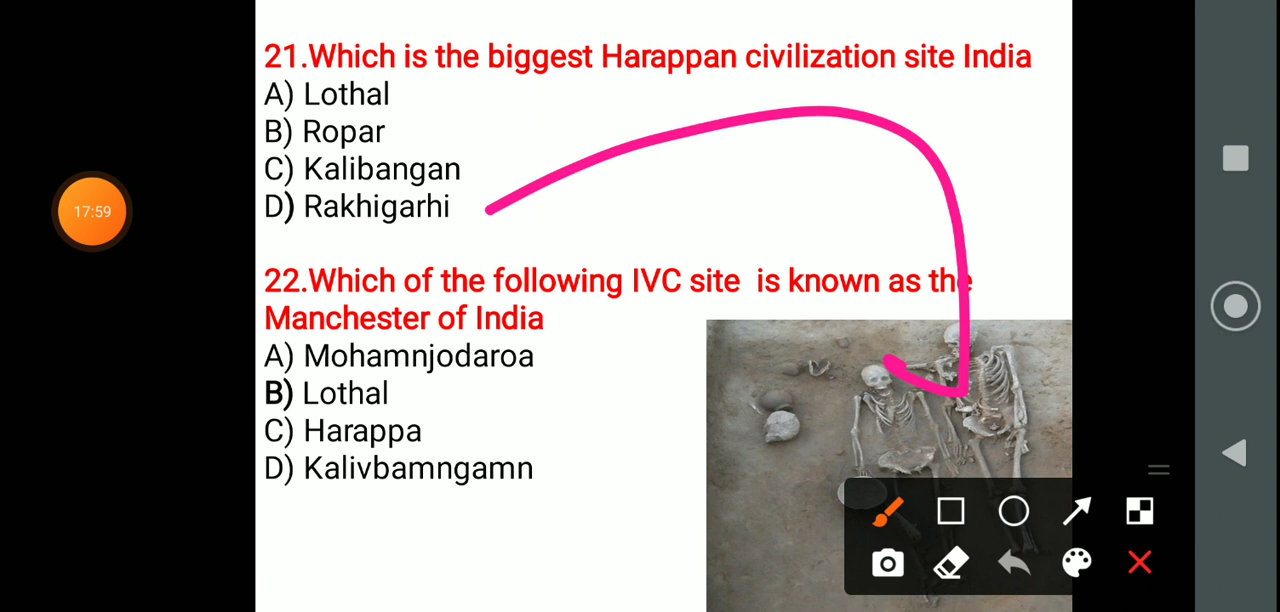 21.Which is the biggest Harappan civilization site India
A) Lothal
B) Ropar
C) Kalibangan
D) Rakhigarhi
17:59
22.Which of the following IVC site is known as the
Manchester of India
A) Mohamnjodaroa
B) Lothal
C) Harappa
D) Kalivbamngamn